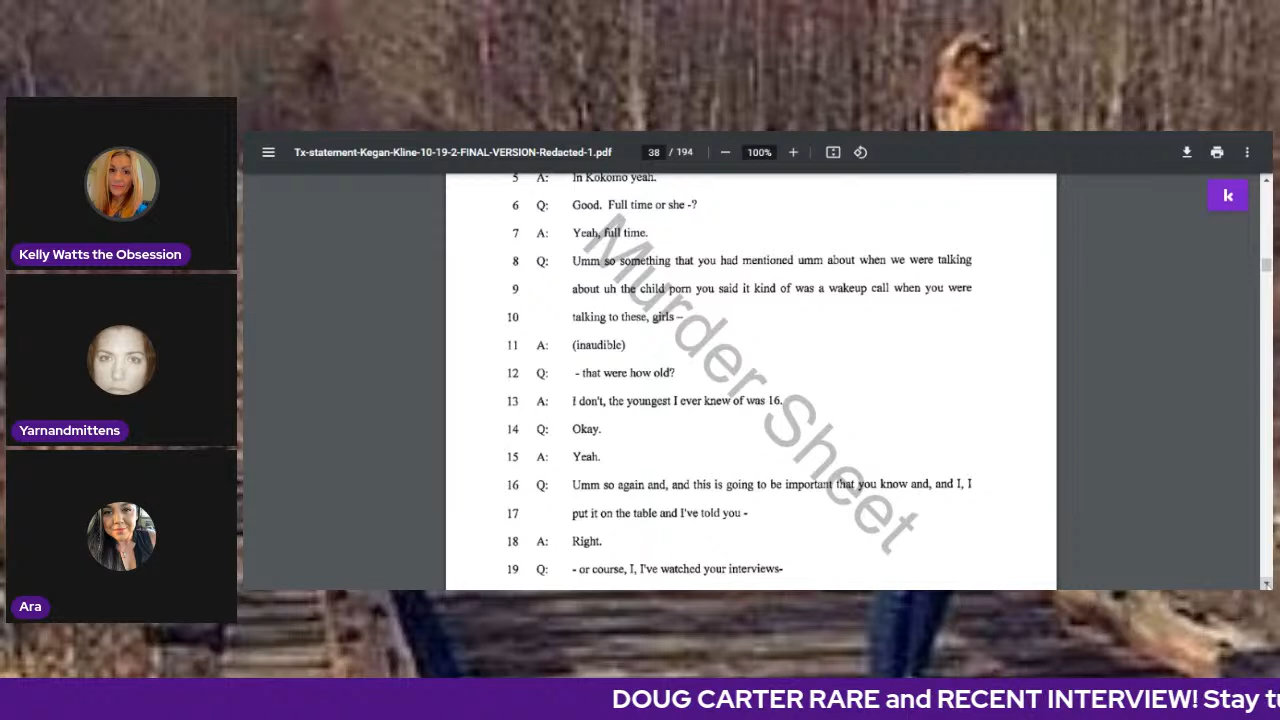 Tx-statement-Kegan-Kline-10-19-2-FINAL-VERSION-Redacted-1.pdf 38 / 194 100%
k
5 A: In Kokomo yeah.
6 Q: Good. Full time or she -?
7 A: Yeah, full time.
8 Q: Umm so something that you had mentioned umm about when we were talking
9 about uh the child porn you said it kind of was a wakeup call when you were
10 talking to these, girls –
11 A: (inaudible)
12 Q: - that were how old?
13 A: I don't, the youngest I ever knew of was 16.
14 Q: Okay.
15 A: Yeah.
16 Q: Umm so again and, and this is going to be important that you know and, and I, I
17 put it on the table and I've told you -
18 A: Right.
19 Q: - or course, I, I've watched your interviews-
Murder Sheet
Kelly Watts the Obsession
Yarnandmittens
Ara
DOUG CARTER RARE and RECENT INTERVIEW! Stay t